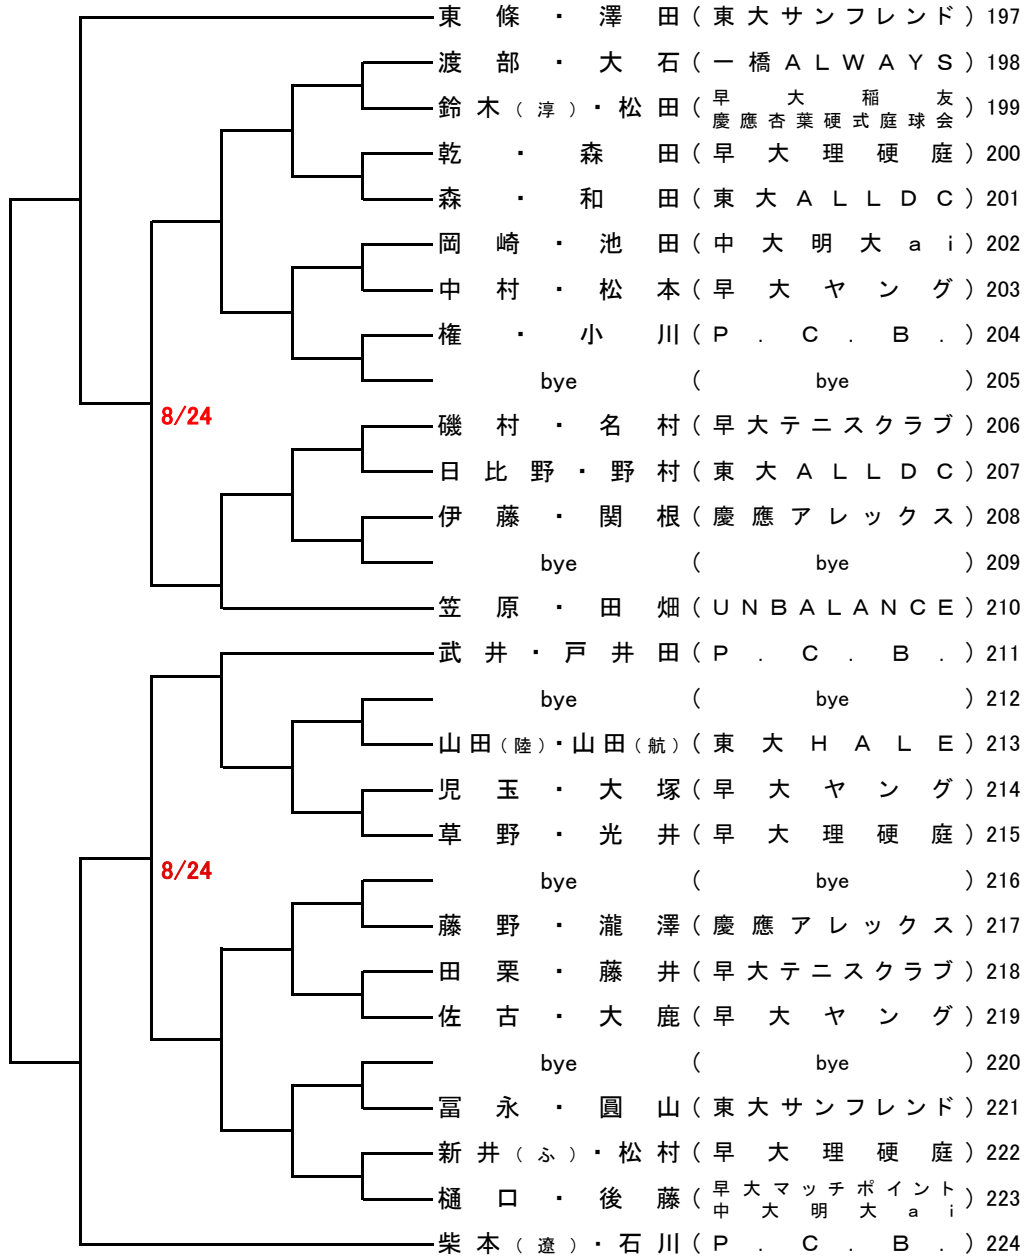 東條・澤田(東大サンフレンド)197
渡部・大石(一橋ALWAYS)198
鈴木(淳)・松田(早大稲友 慶應杏葉硬式庭球会)199
乾・森田(早大理硬庭)200
森・和田(東大ALLDC)201
岡崎・池田(中大明大ai)202
中村・松本(早大ヤング)203
権・小川(P.C.B.)204
bye(bye)205
8/24
磯村・名村(早大テニスクラブ)206
日比野・野村(東大ALLDC)207
伊藤・関根(慶應アレックス)208
bye(bye)209
笠原・田畑(UNBALANCE)210
武井・戸井田(P.C.B.)211
bye(bye)212
山田(陸)・山田(航)(東大HALE)213
児玉・大塚(早大ヤング)214
草野・光井(早大理硬庭)215
8/24
bye(bye)216
藤野・瀧澤(慶應アレックス)217
田栗・藤井(早大テニスクラブ)218
佐古・大鹿(早大ヤング)219
bye(bye)220
冨永・圓山(東大サンフレンド)221
新井(ふ)・松村(早大理硬庭)222
樋口・後藤(早大マッチポイント 中大明大ai)223
柴本(遼)・石川(P.C.B.)224